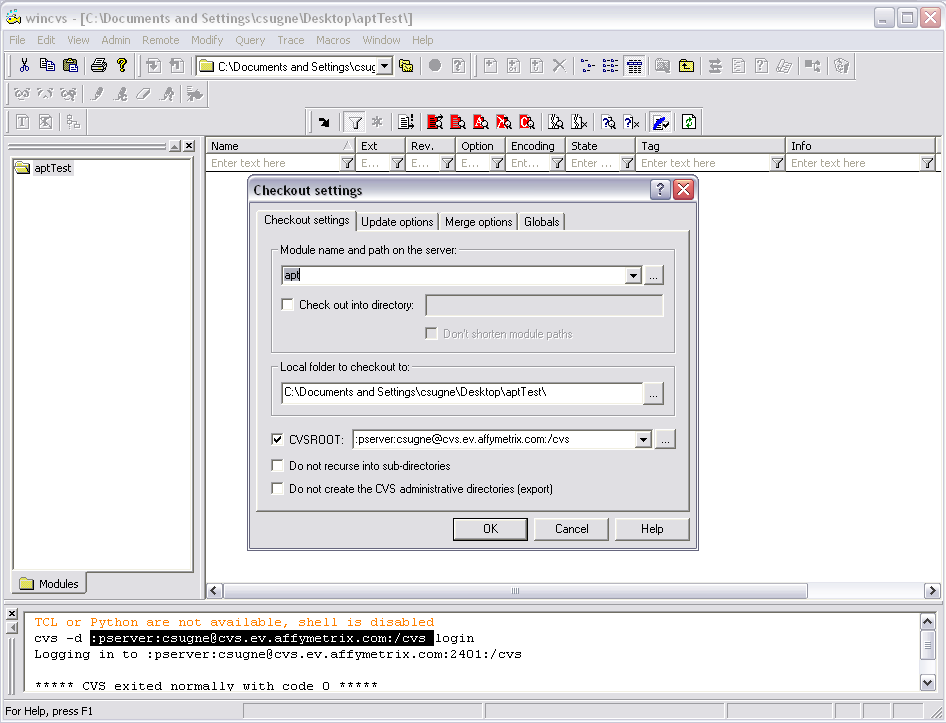 wincvs - [C:\Documents and Settings\csugne\Desktop\aptTest\]
File Edit View Admin Remote Modify Query Trace Macros Window Help
C:\Documents and Settings\csugne
aptTest
Name Ext Rev. Option Encoding State Tag Info
Enter text here E... E... E... Ent... Enter ... Enter text here Enter text here
Checkout settings
Checkout settings Update options Merge options Globals
Module name and path on the server:
apt
...
Check out into directory:
Don't shorten module paths
Local folder to checkout to:
C:\Documents and Settings\csugne\Desktop\aptTest\
...
CVSROOT: :pserver:csugne@cvs.ev.affymetrix.com:/cvs
...
Do not recurse into sub-directories
Do not create the CVS administrative directories (export)
OK Cancel Help
Modules
TCL or Python are not available, shell is disabled
cvs -d :pserver:csugne@cvs.ev.affymetrix.com:/cvs login
Logging in to :pserver:csugne@cvs.ev.affymetrix.com:2401:/cvs
***** CVS exited normally with code 0 *****
For Help, press F1